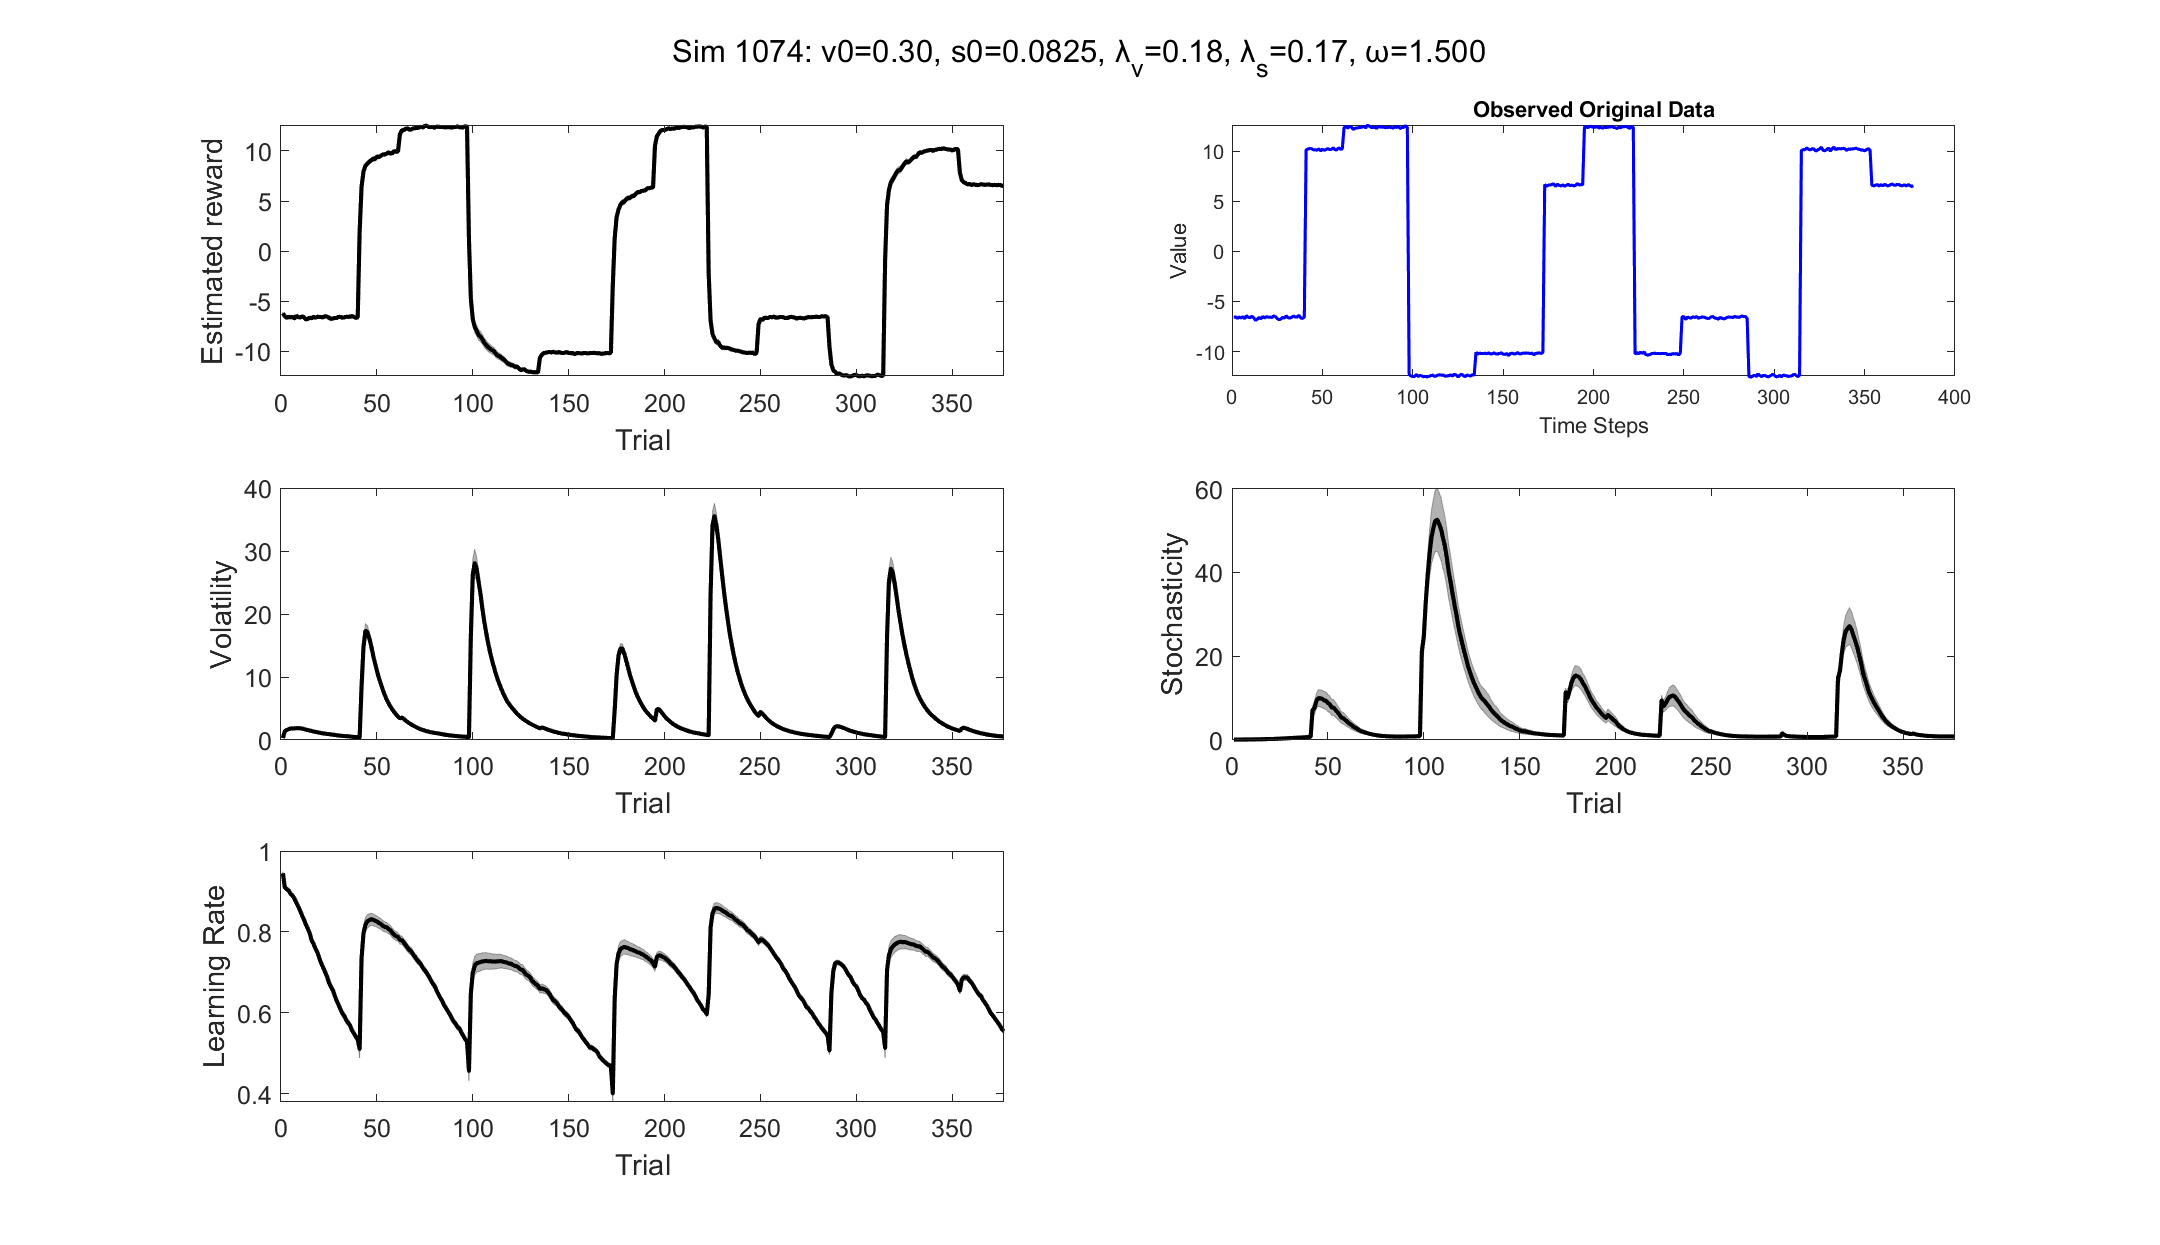 Sim 1074: v0=0.30, s0=0.0825, λ_v=0.18, λ_s=0.17, ω=1.500
Estimated reward
10
5
0
-5
-10
0 50 100 150 200 250 300 350
Trial
Observed Original Data
Value
10
5
0
-5
-10
0 50 100 150 200 250 300 350 400
Time Steps
Volatility
40
30
20
10
0
0 50 100 150 200 250 300 350
Trial
Stochasticity
60
40
20
0
0 50 100 150 200 250 300 350
Trial
Learning Rate
1
0.8
0.6
0.4
0 50 100 150 200 250 300 350
Trial